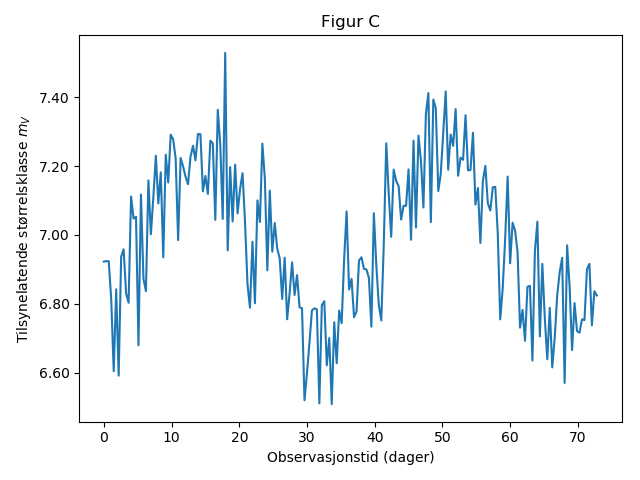 Figur C
Tilsynelatende størrelsklasse m_V
7.40
7.20
7.00
6.80
6.60
0 10 20 30 40 50 60 70
Observasjonstid (dager)